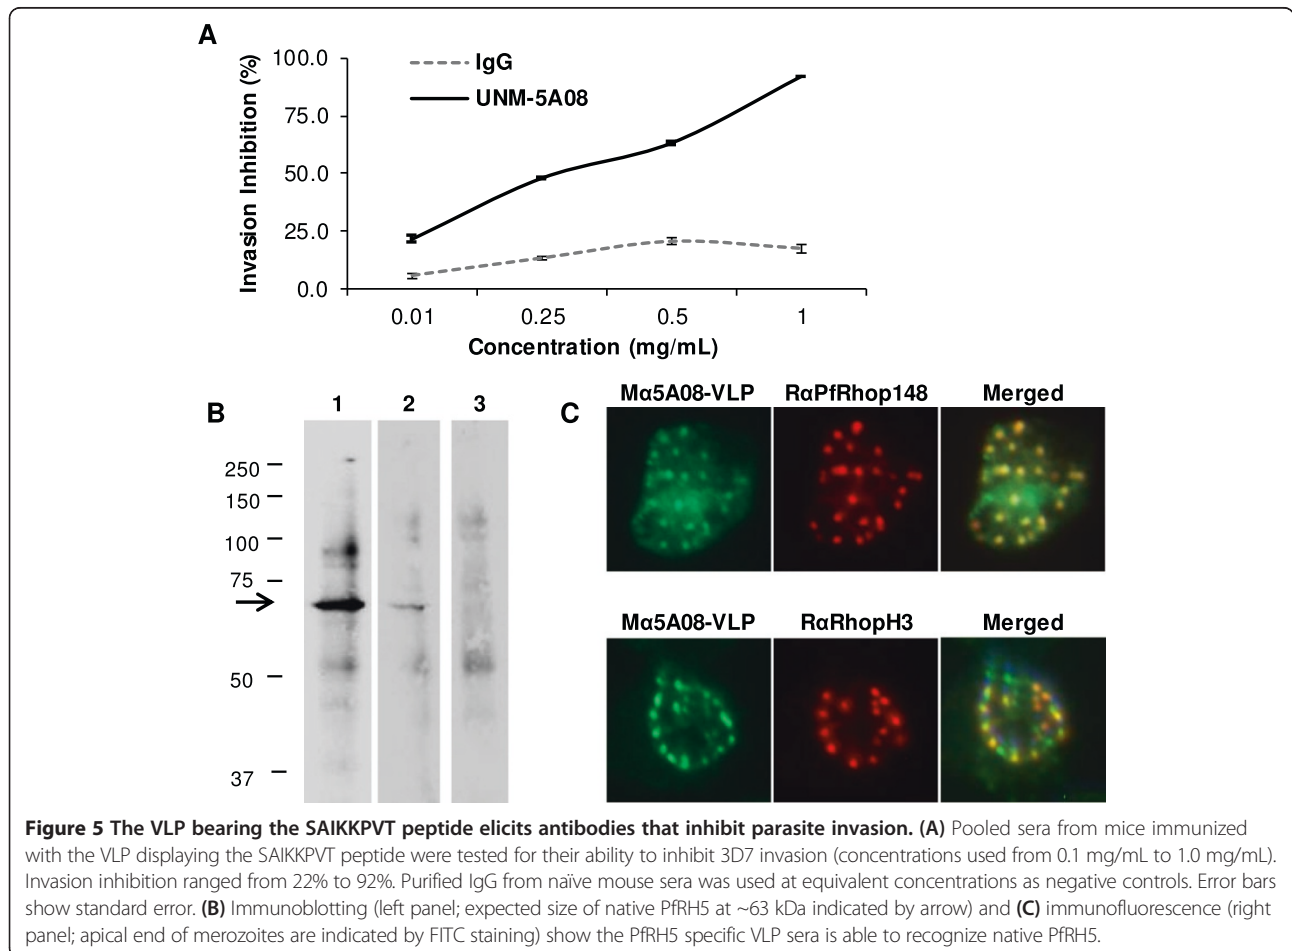 A
100.0
75.0
50.0
25.0
0.0
Invasion Inhibition (%)
IgG
UNM-5A08
0.01 0.25 0.5 1
Concentration (mg/mL)
B
1 2 3
250
150
100
75
50
37
C
Mα5A08-VLP RαPfRhop148 Merged
Mα5A08-VLP RαRhopH3 Merged
Figure 5 The VLP bearing the SAIKKPVT peptide elicits antibodies that inhibit parasite invasion. (A) Pooled sera from mice immunized
with the VLP displaying the SAIKKPVT peptide were tested for their ability to inhibit 3D7 invasion (concentrations used from 0.1 mg/mL to 1.0 mg/mL).
Invasion inhibition ranged from 22% to 92%. Purified IgG from naïve mouse sera was used at equivalent concentrations as negative controls. Error bars
show standard error. (B) Immunoblotting (left panel; expected size of native PfRH5 at ~63 kDa indicated by arrow) and (C) immunofluorescence (right
panel; apical end of merozoites are indicated by FITC staining) show the PfRH5 specific VLP sera is able to recognize native PfRH5.